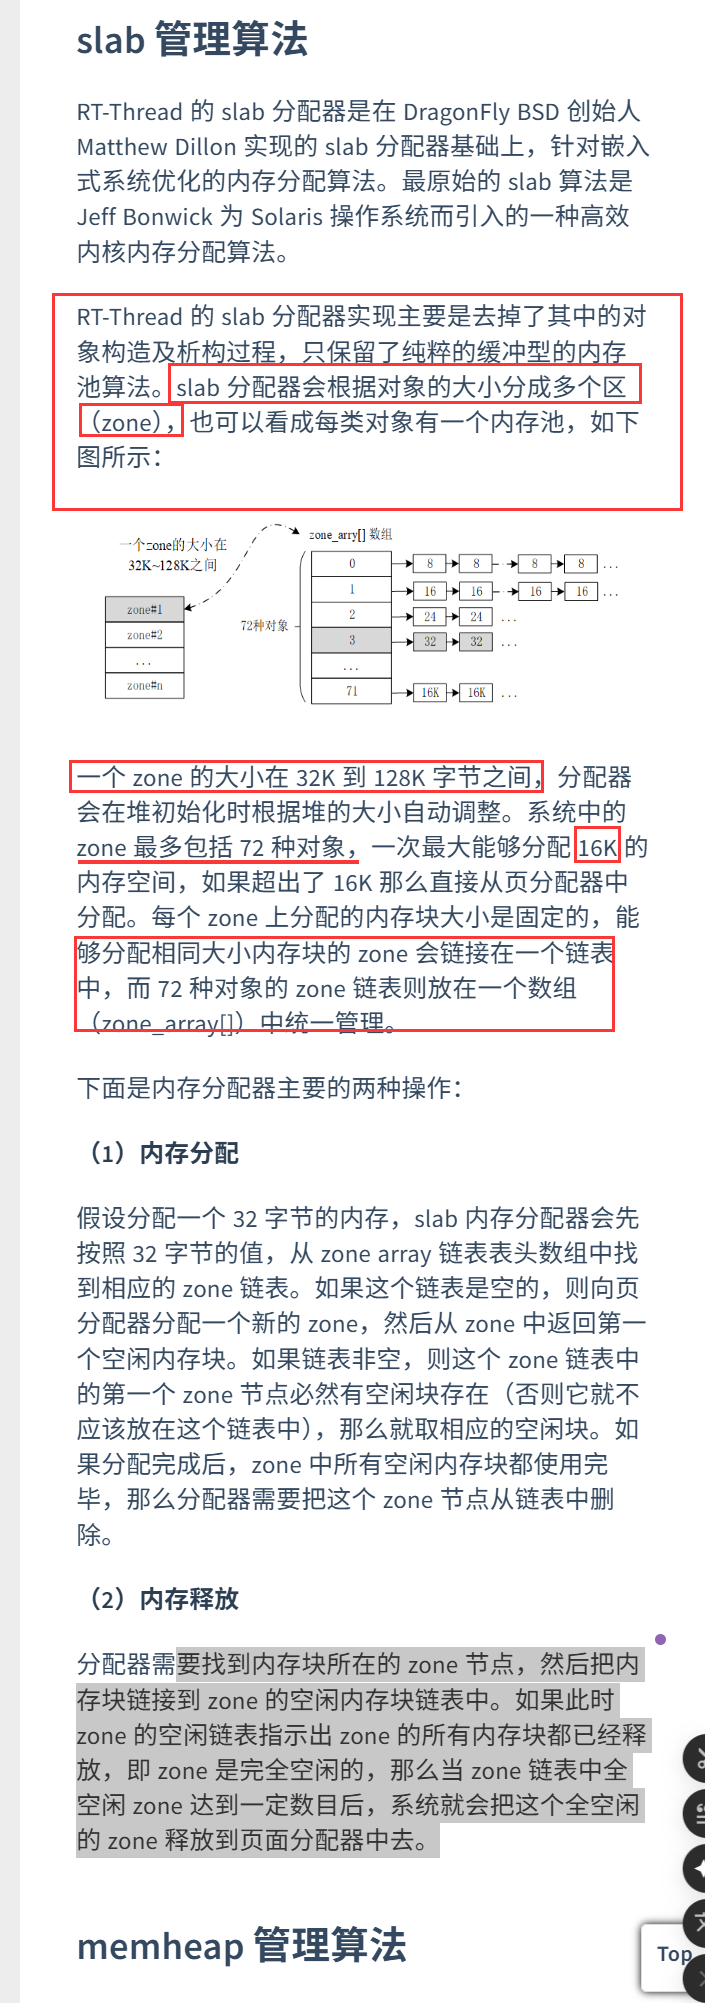 slab 管理算法
RT-Thread 的 slab 分配器是在 DragonFly BSD 创始人
Matthew Dillon 实现的 slab 分配器基础上，针对嵌入
式系统优化的内存分配算法。最原始的 slab 算法是
Jeff Bonwick 为 Solaris 操作系统而引入的一种高效
内核内存分配算法。
RT-Thread 的 slab 分配器实现主要是去掉了其中的对
象构造及析构过程，只保留了纯粹的缓冲型的内存
池算法。slab 分配器会根据对象的大小分成多个区
（zone），也可以看成每类对象有一个内存池，如下
图所示：
一个zone的大小在
32K~128K之间
zone#1
zone#2
...
zone#n
72种对象
zone_arry[] 数组
0 8 8 8 8 ...
1 16 16 16 16 ...
2 24 24 ...
3 32 32 ...
...
71 16K 16K ...
一个 zone 的大小在 32K 到 128K 字节之间，分配器
会在堆初始化时根据堆的大小自动调整。系统中的
zone 最多包括 72 种对象，一次最大能够分配 16K 的
内存空间，如果超出了 16K 那么直接从页分配器中
分配。每个 zone 上分配的内存块大小是固定的，能
够分配相同大小内存块的 zone 会链接在一个链表
中，而 72 种对象的 zone 链表则放在一个数组
（zone_array[]）中统一管理。
下面是内存分配器主要的两种操作：
（1）内存分配
假设分配一个 32 字节的内存，slab 内存分配器会先
按照 32 字节的值，从 zone array 链表表头数组中找
到相应的 zone 链表。如果这个链表是空的，则向页
分配器分配一个新的 zone，然后从 zone 中返回第一
个空闲内存块。如果链表非空，则这个 zone 链表中
的第一个 zone 节点必然有空闲块存在（否则它就不
应该放在这个链表中），那么就取相应的空闲块。如
果分配完成后，zone 中所有空闲内存块都使用完
毕，那么分配器需要把这个 zone 节点从链表中删
除。
（2）内存释放
分配器需要找到内存块所在的 zone 节点，然后把内
存块链接到 zone 的空闲内存块链表中。如果此时
zone 的空闲链表指示出 zone 的所有内存块都已经释
放，即 zone 是完全空闲的，那么当 zone 链表中全
空闲 zone 达到一定数目后，系统就会把这个全空闲
的 zone 释放到页面分配器中去。
memheap 管理算法
Top